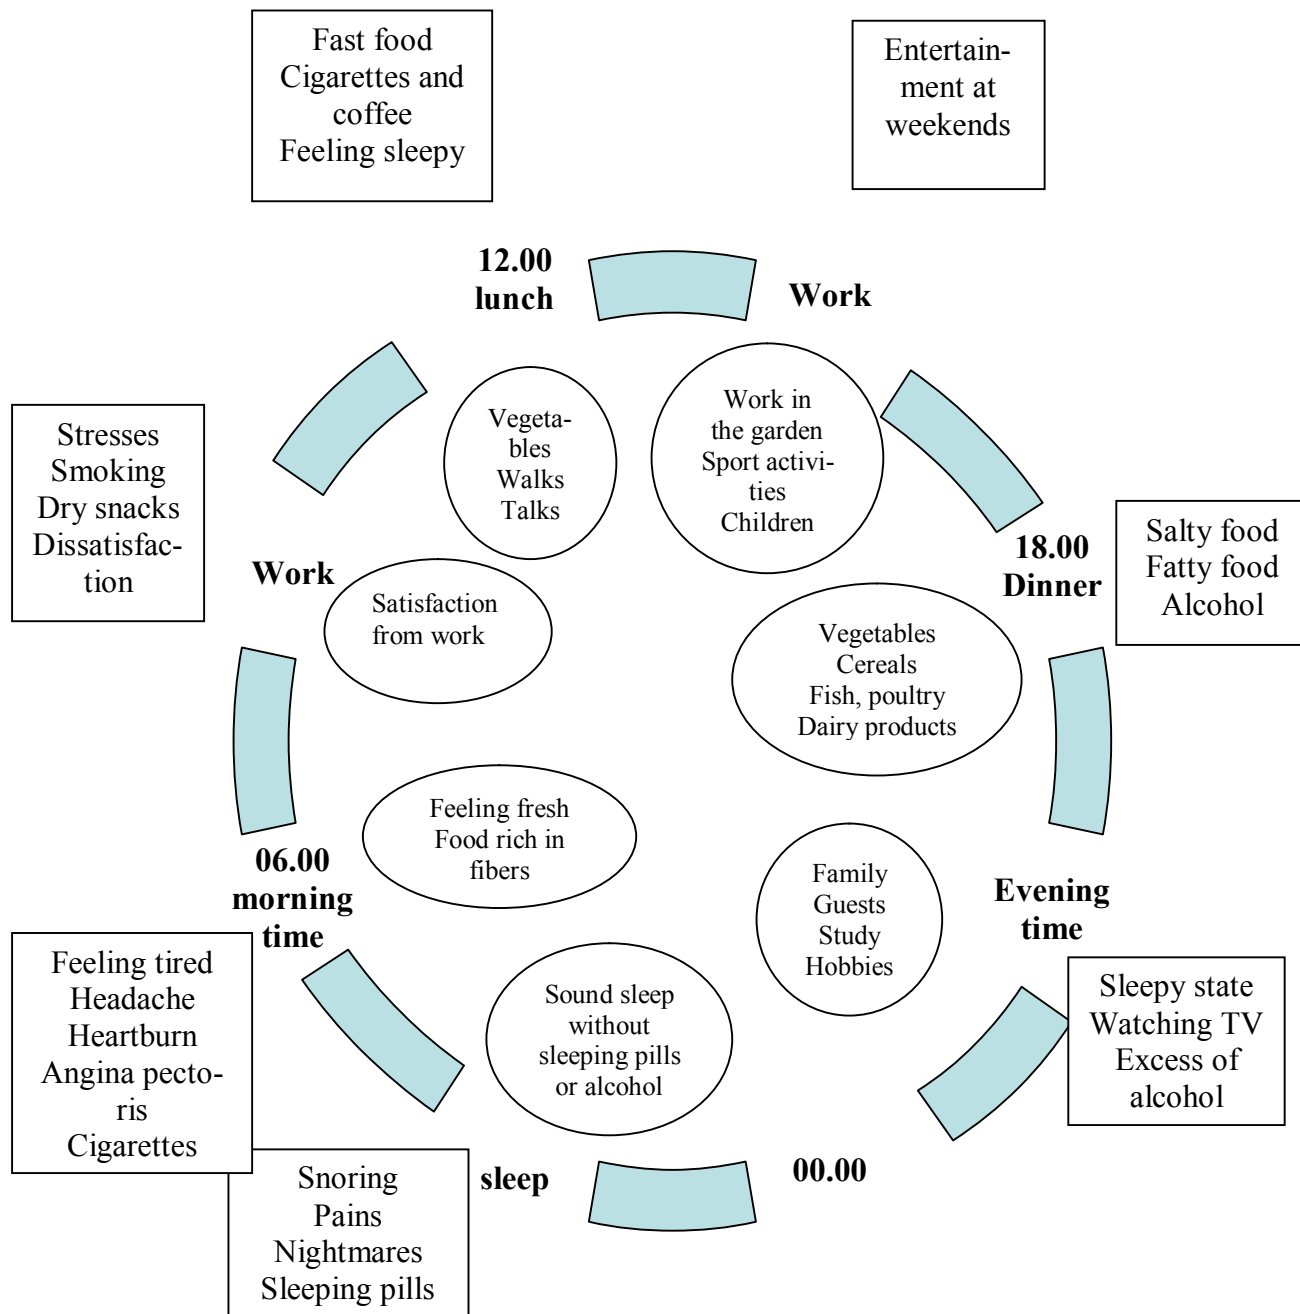 Fast food
Cigarettes and
coffee
Feeling sleepy
Entertain-
ment at
weekends
12.00
lunch
Work
Vegeta-
bles
Walks
Talks
Work in
the garden
Sport activi-
ties
Children
Stresses
Smoking
Dry snacks
Dissatisfac-
tion
Work
Satisfaction
from work
18.00
Dinner
Salty food
Fatty food
Alcohol
Vegetables
Cereals
Fish, poultry
Dairy products
Feeling fresh
Food rich in
fibers
06.00
morning
time
Family
Guests
Study
Hobbies
Evening
time
Feeling tired
Headache
Heartburn
Angina pecto-
ris
Cigarettes
Sound sleep
without
sleeping pills
or alcohol
Sleepy state
Watching TV
Excess of
alcohol
Snoring
Pains
Nightmares
Sleeping pills
sleep
00.00